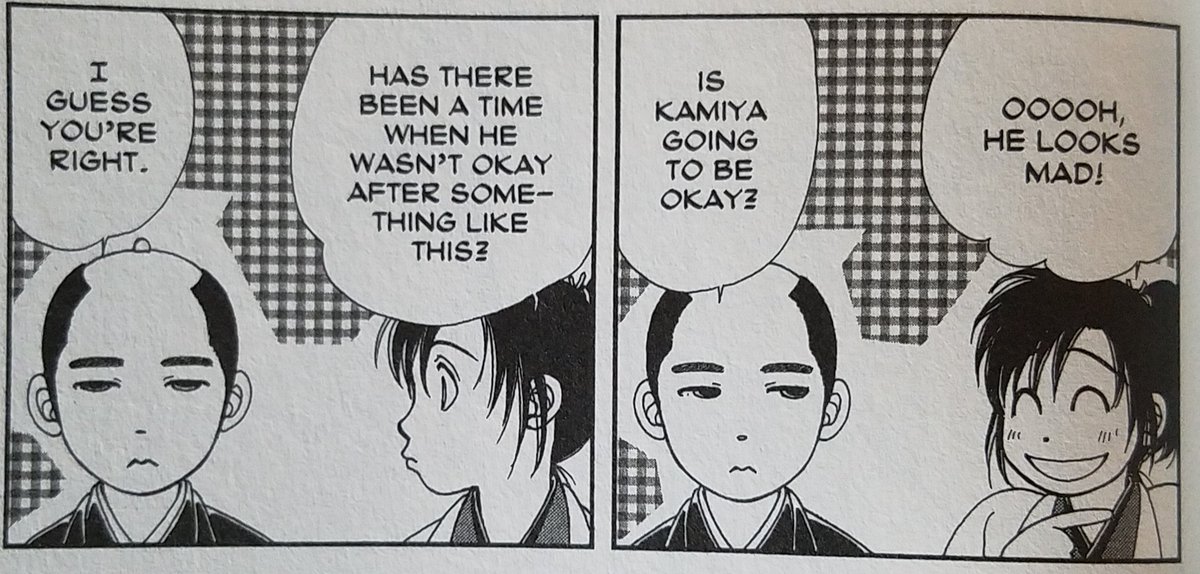 OOOOH,
HE LOOKS
MAD!
IS
KAMIYA
GOING
TO BE
OKAY?
HAS THERE
BEEN A TIME
WHEN HE
WASN'T OKAY
AFTER SOME-
THING LIKE
THIS?
I
GUESS
YOU'RE
RIGHT.